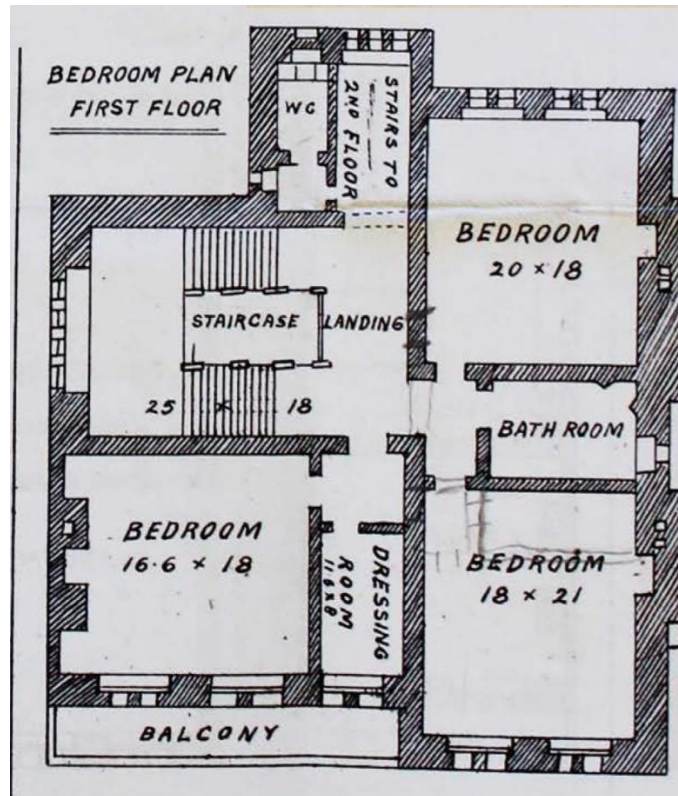 BEDROOM PLAN
FIRST FLOOR
WC
STAIRS TO
2ND FLOOR
BEDROOM
20 × 18
STAIRCASE
LANDING
25 × 18
BATH ROOM
BEDROOM
16.6 × 18
DRESSING
ROOM
11.6 × 8
BEDROOM
18 × 21
BALCONY